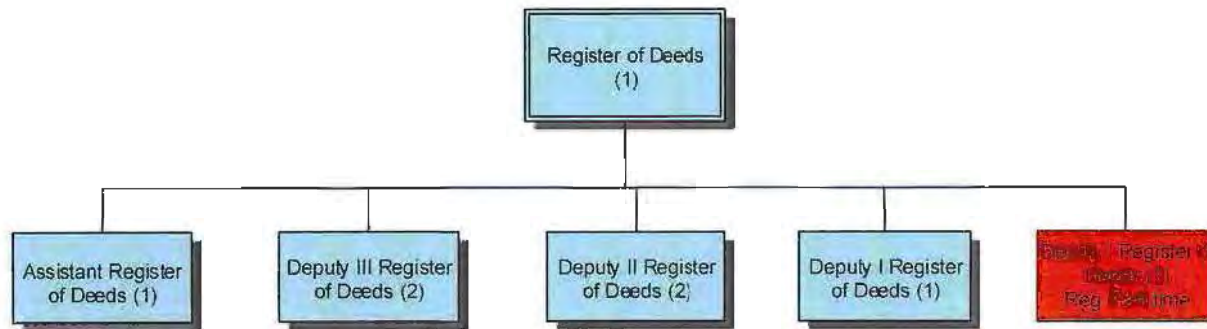 Register of Deeds
(1)
Assistant Register
of Deeds (1)
Deputy III Register
of Deeds (2)
Deputy II Register
of Deeds (2)
Deputy I Register
of Deeds (1)
Register
Reg time